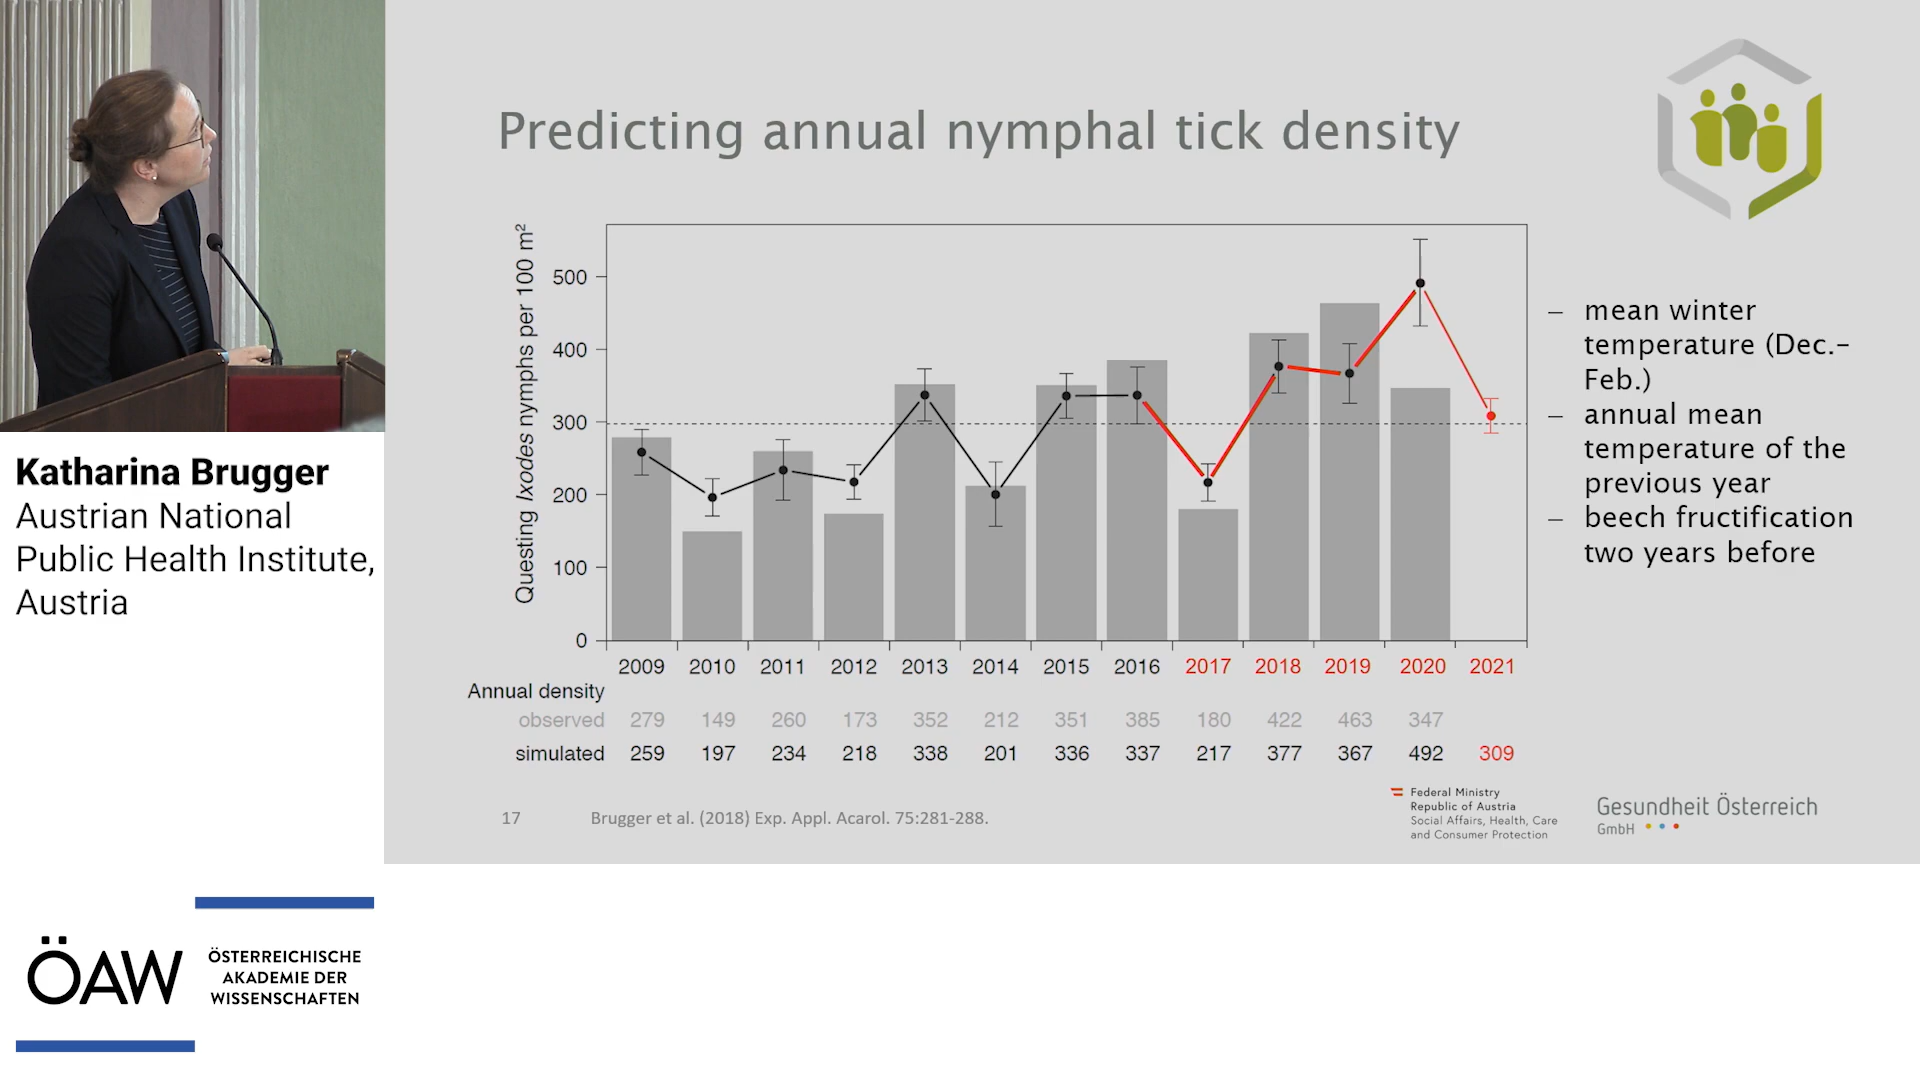 Katharina Brugger
Austrian National
Public Health Institute,
Austria
ÖAW
ÖSTERREICHISCHE
AKADEMIE DER
WISSENSCHAFTEN
Predicting annual nymphal tick density
Questing Ixodes nymphs per 100 m²
500
400
300
200
100
0
2009 2010 2011 2012 2013 2014 2015 2016 2017 2018 2019 2020 2021
Annual density
observed 279 149 260 173 352 212 351 385 180 422 463 347
simulated 259 197 234 218 338 201 336 337 217 377 367 492 309
– mean winter
temperature (Dec.–
Feb.)
– annual mean
temperature of the
previous year
– beech fructification
two years before
17 Brugger et al. (2018) Exp. Appl. Acarol. 75:281-288.
Federal Ministry
Republic of Austria
Social Affairs, Health, Care
and Consumer Protection
Gesundheit Österreich
GmbH